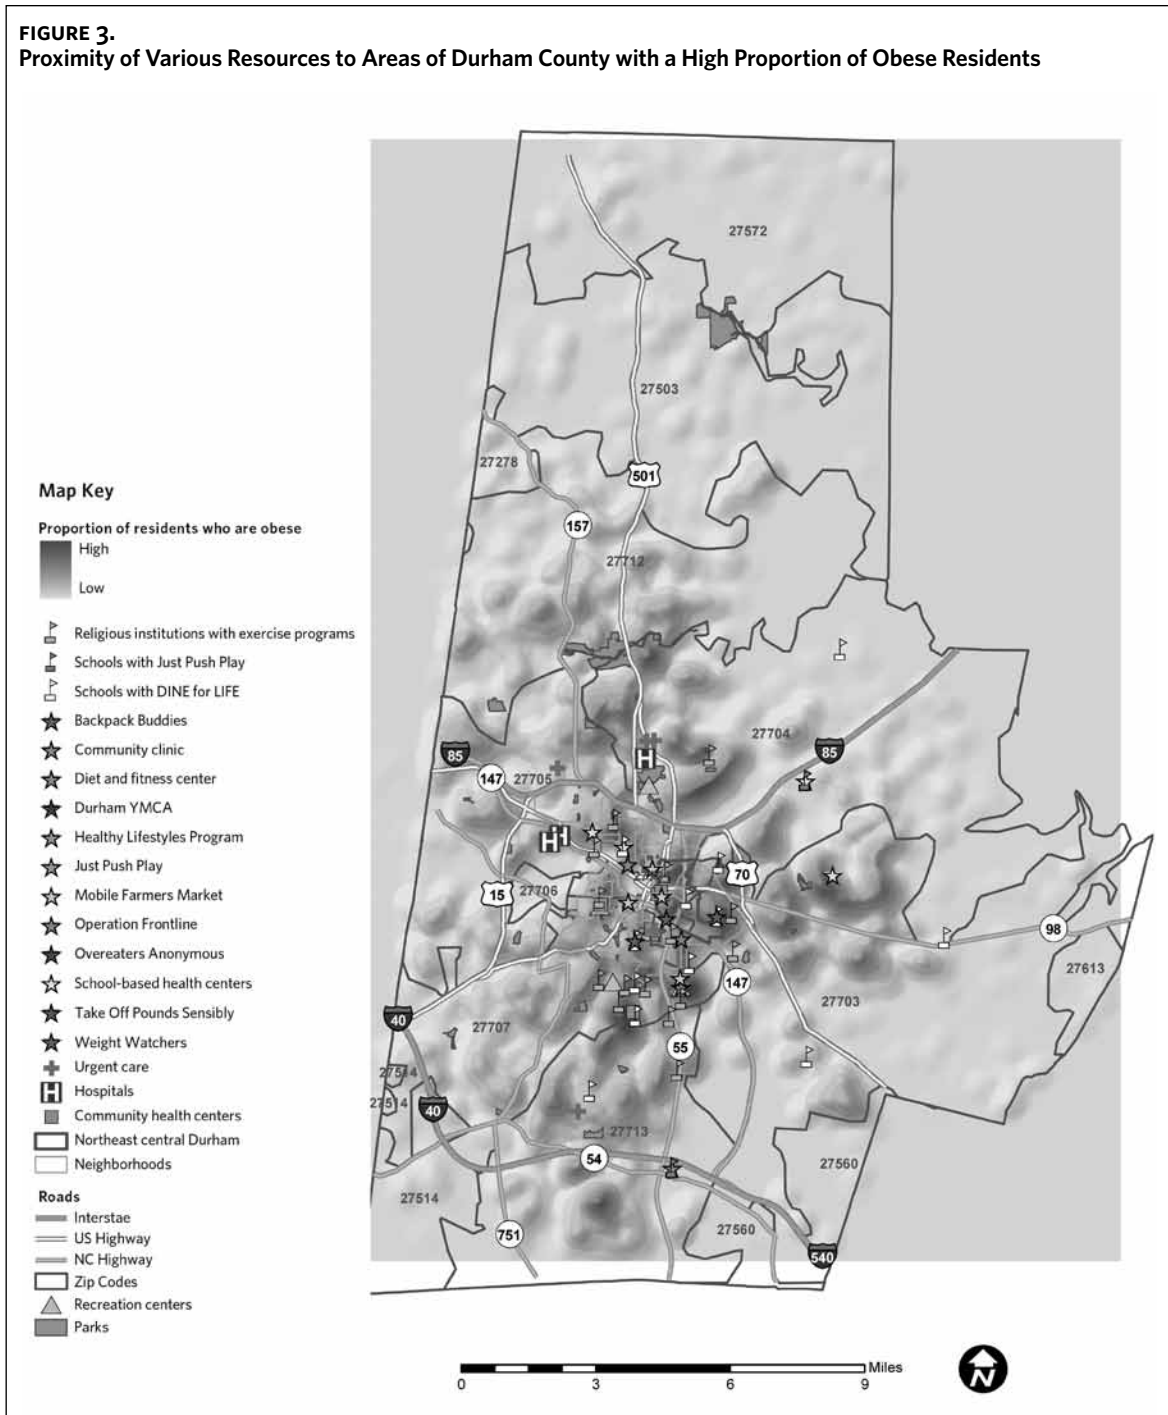 FIGURE 3.
Proximity of Various Resources to Areas of Durham County with a High Proportion of Obese Residents
27572
27503
27278
501
157
27712
27704
85
85
147
27705
H
H
H
70
15
27706
98
27613
147
27703
40
27707
55
27514
27514
40
27713
54
27560
27514
27560
751
540
Map Key
Proportion of residents who are obese
High
Low
Religious institutions with exercise programs
Schools with Just Push Play
Schools with DINE for LIFE
Backpack Buddies
Community clinic
Diet and fitness center
Durham YMCA
Healthy Lifestyles Program
Just Push Play
Mobile Farmers Market
Operation Frontline
Overeaters Anonymous
School-based health centers
Take Off Pounds Sensibly
Weight Watchers
Urgent care
H Hospitals
Community health centers
Northeast central Durham
Neighborhoods
Roads
Interstae
US Highway
NC Highway
Zip Codes
Recreation centers
Parks
Miles
0 3 6 9
N